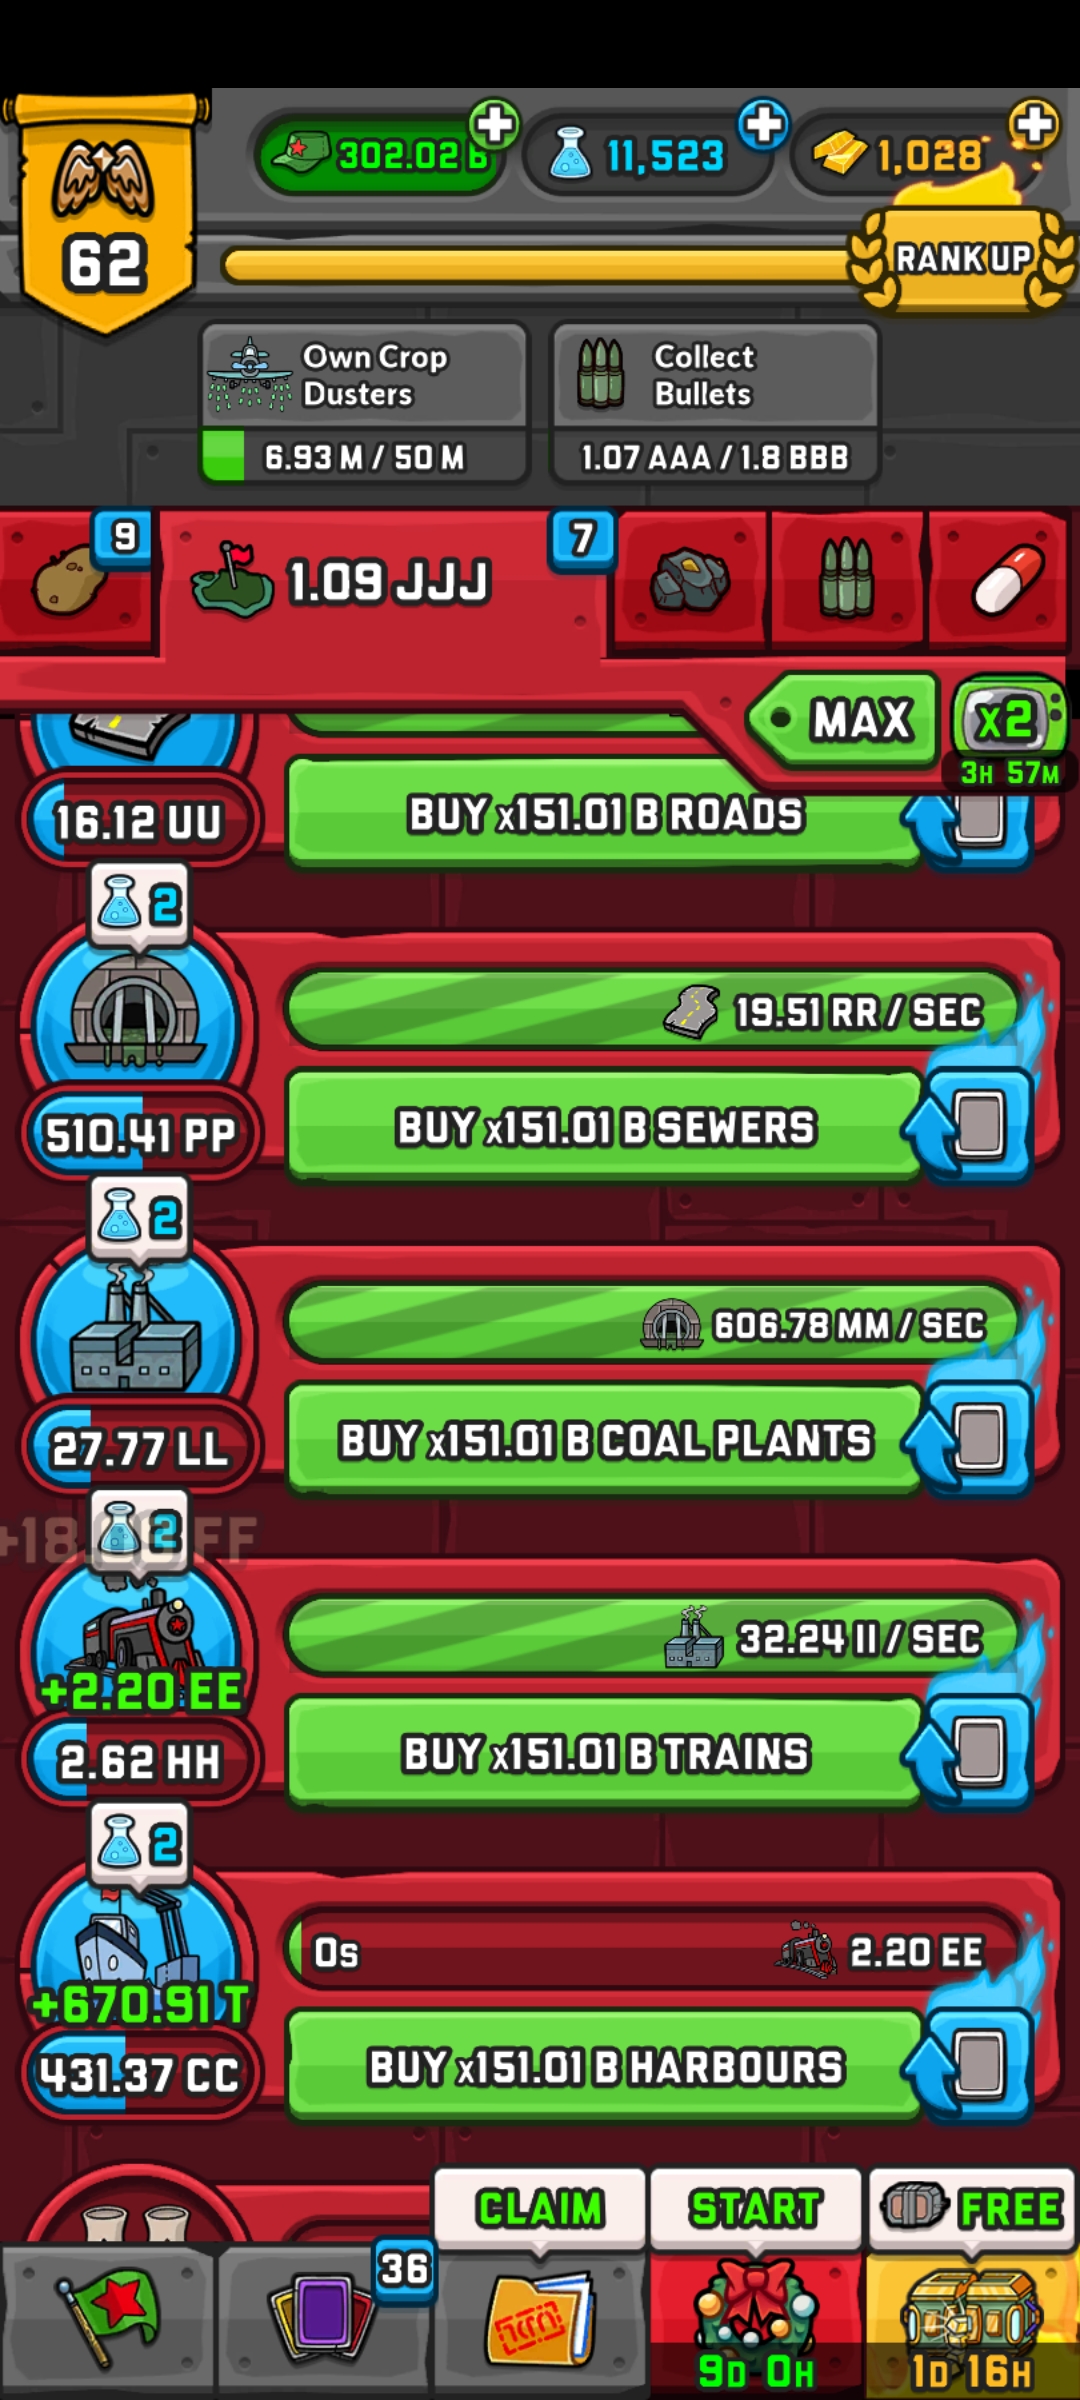 302.02 B
11,523
1,028
62
RANK UP
Own Crop
Dusters
6.93 M / 50 M
Collect
Bullets
1.07 AAA / 1.8 BBB
9
1.09 JJJ
7
MAX
x2
3H 57M
16.12 UU
BUY x151.01 B ROADS
2
19.51 RR / SEC
510.41 PP
BUY x151.01 B SEWERS
2
606.78 MM / SEC
27.77 LL
BUY x151.01 B COAL PLANTS
2
32.24 II / SEC
+2.20 EE
2.62 HH
BUY x151.01 B TRAINS
2
0s
2.20 EE
+670.91 T
431.37 CC
BUY x151.01 B HARBOURS
CLAIM
START
FREE
36
9D 0H
1D 16H